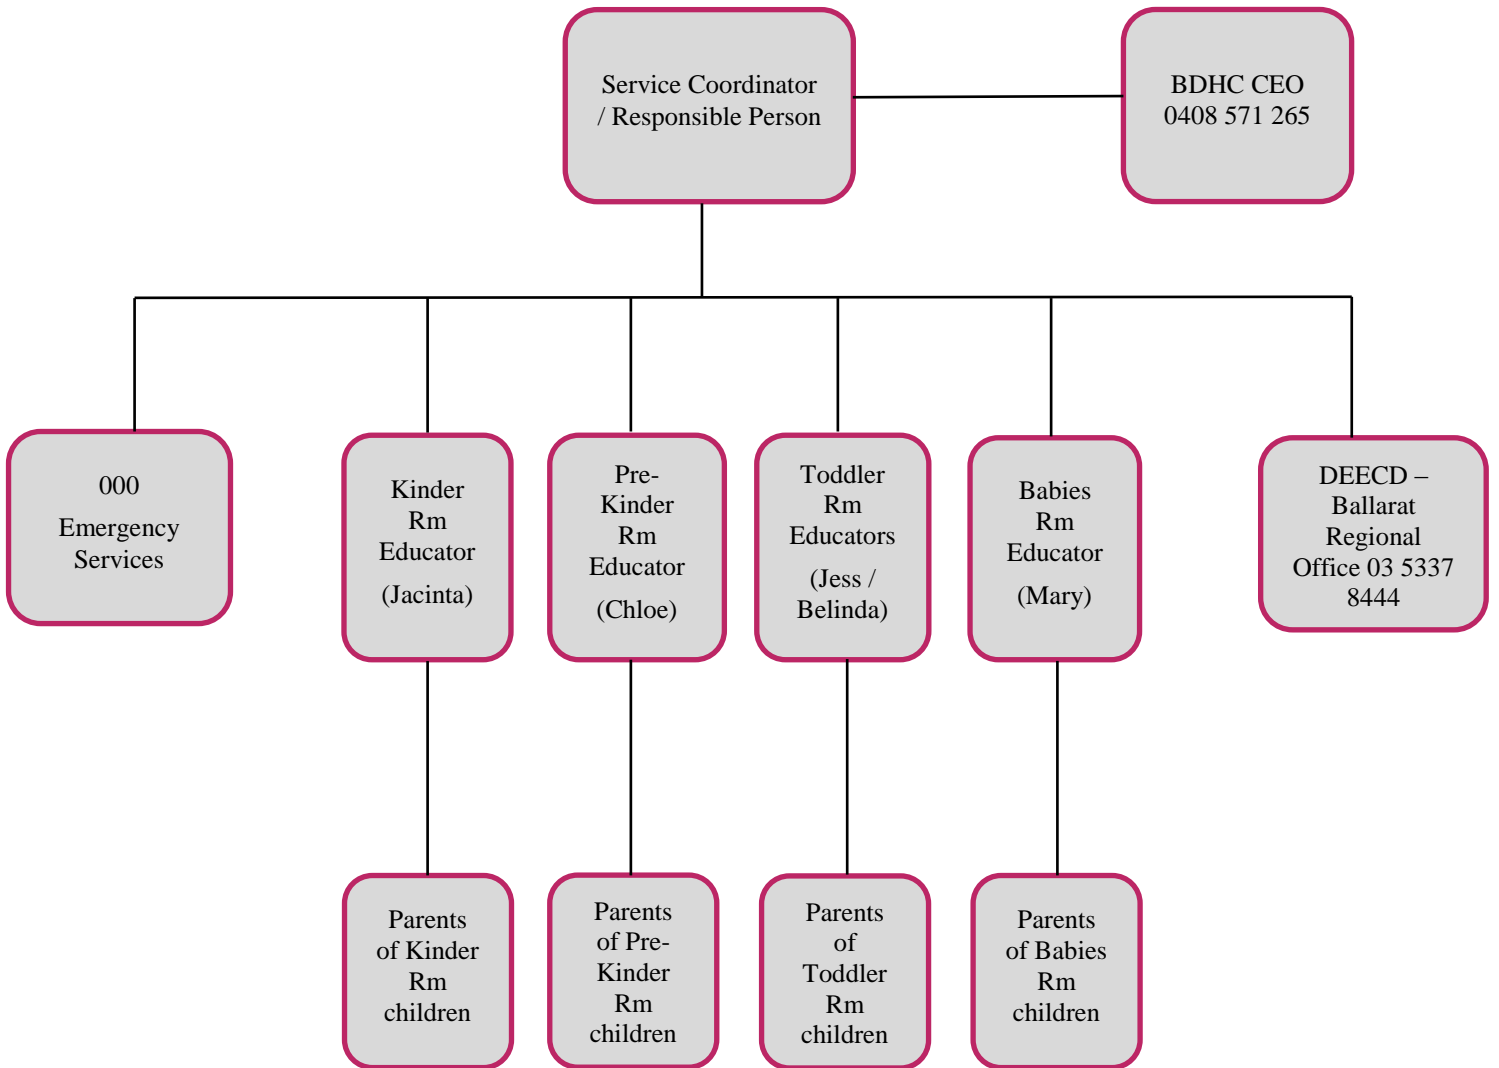 Service Coordinator
/ Responsible Person
BDHC CEO
0408 571 265
000
Emergency
Services
Kinder
Rm
Educator
(Jacinta)
Pre-
Kinder
Rm
Educator
(Chloe)
Toddler
Rm
Educators
(Jess /
Belinda)
Babies
Rm
Educator
(Mary)
DEECD –
Ballarat
Regional
Office 03 5337
8444
Parents
of Kinder
Rm
children
Parents
of Pre-
Kinder
Rm
children
Parents
of
Toddler
Rm
children
Parents
of Babies
Rm
children